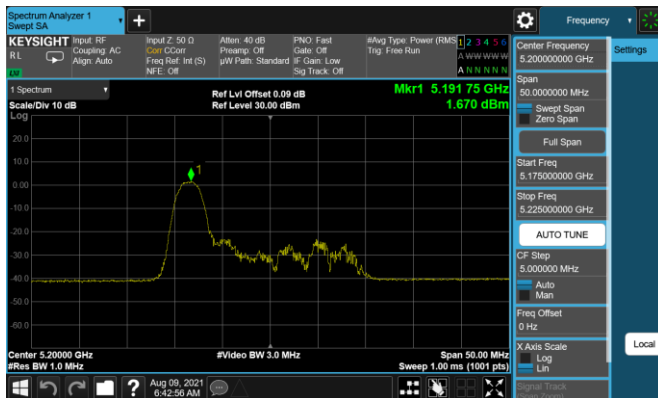 Spectrum Analyzer 1
Swept SA
Frequency
KEYSIGHT
R L
Input: RF
Coupling: AC
Align: Auto
Input Z: 50 Ω
Corr CCorr
Freq Ref: Int (S)
NFE: Off
Atten: 40 dB
Preamp: Off
µW Path: Standard
PNO: Fast
Gate: Off
IF Gain: Low
Sig Track: Off
#Avg Type: Power (RMS)
Trig: Free Run
1 2 3 4 5 6
A W W W W W
A N N N N N
1 Spectrum
Scale/Div 10 dB
Log
Ref Lvl Offset 0.09 dB
Ref Level 30.00 dBm
Mkr1 5.191 75 GHz
1.670 dBm
1
20.0
10.0
0.00
-10.0
-20.0
-30.0
-40.0
-50.0
-60.0
Center 5.20000 GHz
#Res BW 1.0 MHz
#Video BW 3.0 MHz
Span 50.00 MHz
Sweep 1.00 ms (1001 pts)
Aug 09, 2021
6:42:56 AM
Center Frequency
5.200000000 GHz
Settings
Span
50.0000000 MHz
Swept Span
Zero Span
Full Span
Start Freq
5.175000000 GHz
Stop Freq
5.225000000 GHz
AUTO TUNE
CF Step
5.000000 MHz
Auto
Man
Freq Offset
0 Hz
X Axis Scale
Log
Lin
Local
Signal Track
(Span Zoom)